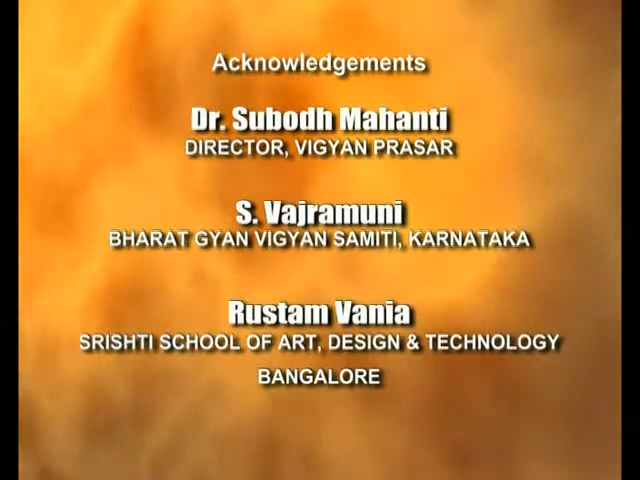 Acknowledgements
Dr. Subodh Mahanti
DIRECTOR, VIGYAN PRASAR
S. Vajramuni
BHARAT GYAN VIGYAN SAMITI, KARNATAKA
Rustam Vania
SRISHTI SCHOOL OF ART, DESIGN & TECHNOLOGY
BANGALORE